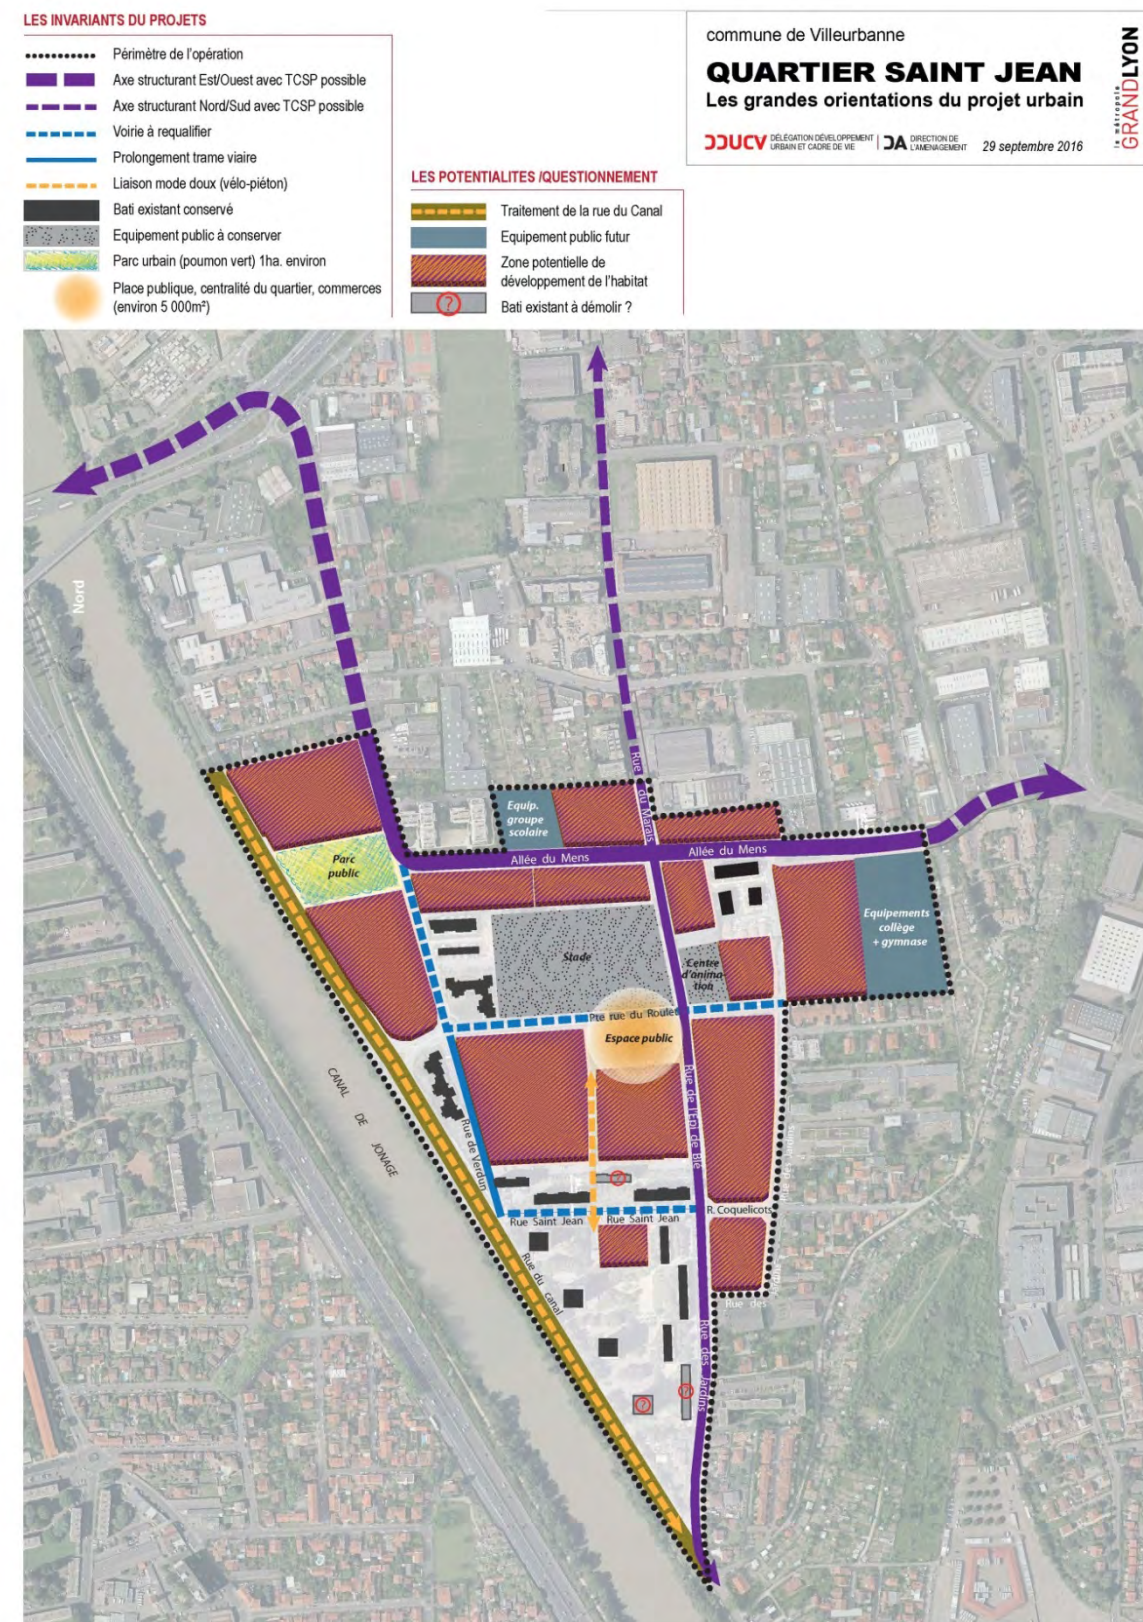 LES INVARIANTS DU PROJETS
Périmètre de l'opération
Axe structurant Est/Ouest avec TCSP possible
Axe structurant Nord/Sud avec TCSP possible
Voirie à requalifier
Prolongement trame viaire
Liaison mode doux (vélo-piéton)
Bati existant conservé
Equipement public à conserver
Parc urbain (poumon vert) 1ha. environ
Place publique, centralité du quartier, commerces
(environ 5 000m²)
LES POTENTIALITES /QUESTIONNEMENT
Traitement de la rue du Canal
Equipement public futur
Zone potentielle de
développement de l'habitat
?
Bati existant à démolir ?
commune de Villeurbanne
QUARTIER SAINT JEAN
Les grandes orientations du projet urbain
DDUCV DÉLÉGATION DÉVELOPPEMENT
URBAIN ET CADRE DE VIE
DA DIRECTION DE
L'AMENAGEMENT
29 septembre 2016
la métropole
GRANDLYON
Nord
Rue du Marais
Equip.
groupe
scolaire
Allée du Mens
Allée du Mens
Parc
public
Equipements
collège
+ gymnase
Stade
Centre
d'anima-
tion
Pte rue du Roulet
Espace public
CANAL DE JONAGE
Rue de Verdun
Rue de l'Epi de Blé
?
Rue Saint Jean
Rue Saint Jean
R. Coquelicots
Rue du canal
Rue des
Rue des Jardins
?
?